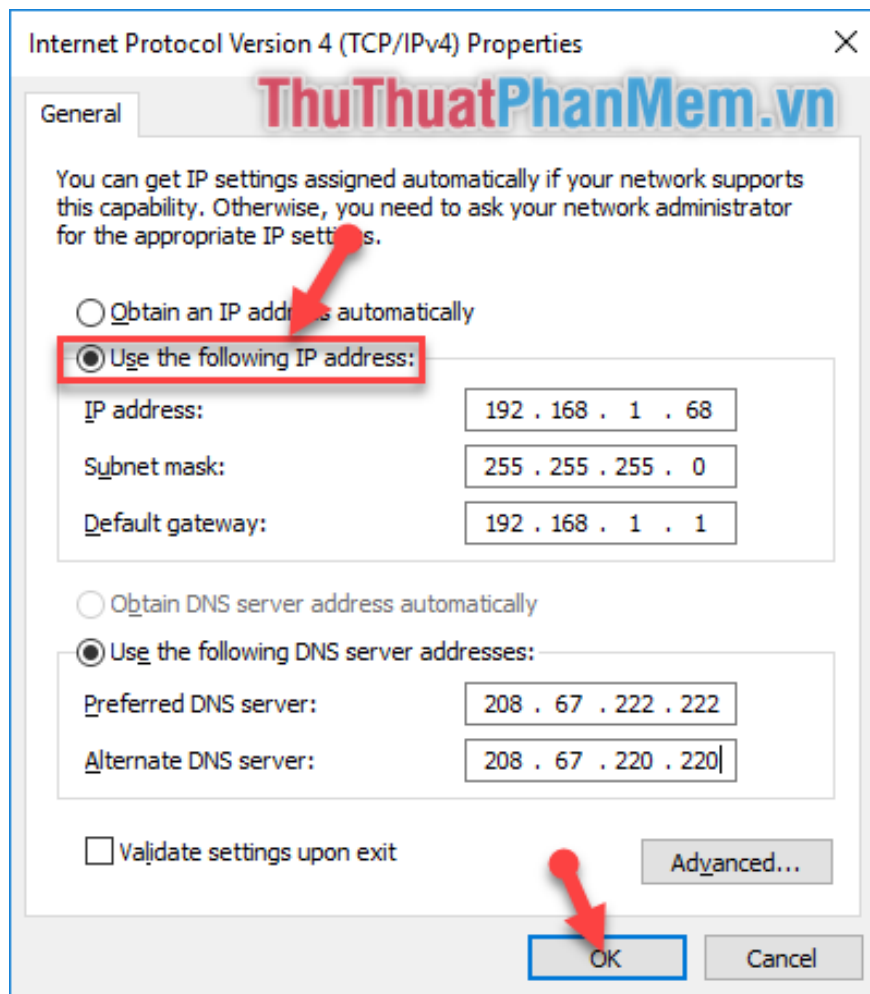 Internet Protocol Version 4 (TCP/IPv4) Properties
ThuThuatPhanMem.vn
General
You can get IP settings assigned automatically if your network supports
this capability. Otherwise, you need to ask your network administrator
for the appropriate IP settings.
Obtain an IP address automatically
Use the following IP address:
IP address: 192 . 168 . 1 . 68
Subnet mask: 255 . 255 . 255 . 0
Default gateway: 192 . 168 . 1 . 1
Obtain DNS server address automatically
Use the following DNS server addresses:
Preferred DNS server: 208 . 67 . 222 . 222
Alternate DNS server: 208 . 67 . 220 . 220
Validate settings upon exit
Advanced...
OK Cancel